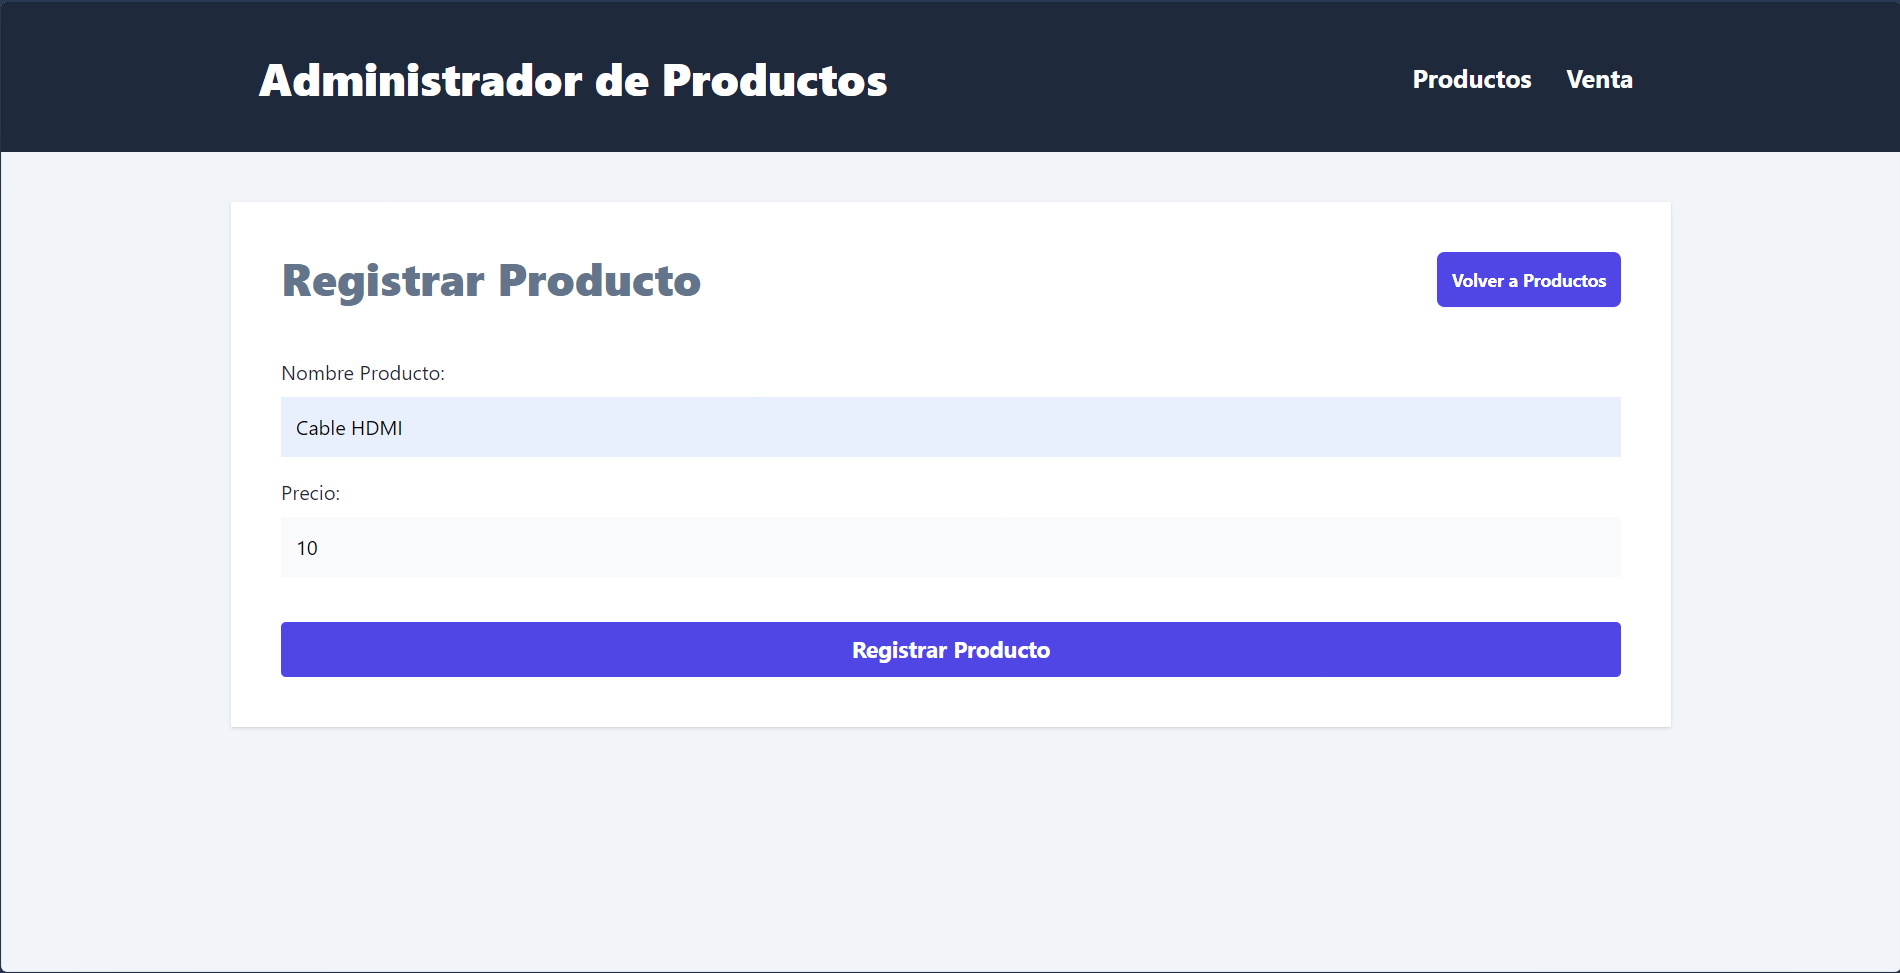 Administrador de Productos
Productos Venta
Registrar Producto
Volver a Productos
Nombre Producto:
Cable HDMI
Precio:
10
Registrar Producto